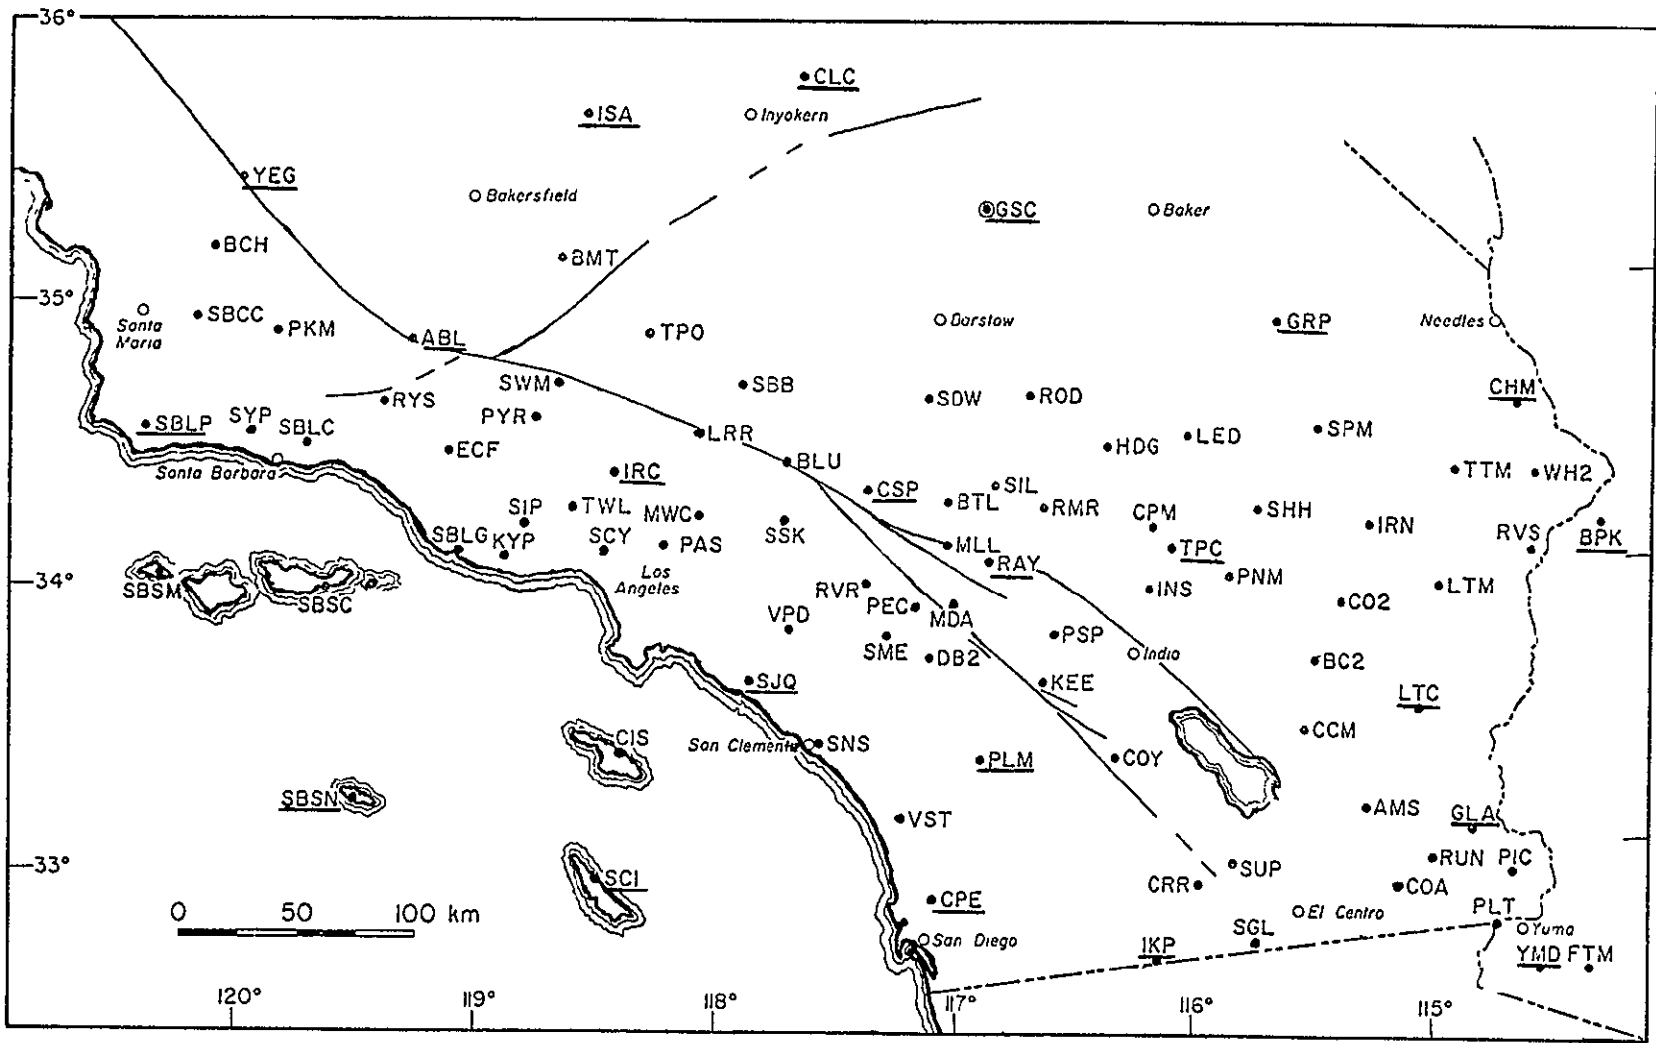 36°
CLC
ISA
Inyokern
YEG
Bakersfield
GSC
Baker
BCH
BMT
35°
SBCC
PKM
Santa
Maria
ABL
TPO
Barstow
GRP
Needles
SWM
SBB
RYS
PYR
SDW
ROD
CHM
SBLP
SYP
SBLC
ECF
LRR
HDG
LED
SPM
Santa Barbara
IRC
BLU
TTM
WH2
CSP
BTL
SIL
RMR
CPM
SHH
IRN
SIP
TWL
MWC
SSK
SBLG
KYP
SCY
PAS
MLL
RAY
TPC
RVS
BPK
Los
Angeles
34°
SBSM
SBSC
RVR
PEC
MDA
INS
PNM
CO2
LTM
VPD
SME
DB2
PSP
India
BC2
SJQ
KEE
LTC
CIS
San Clemente
SNS
PLM
COY
CCM
SBSN
VST
AMS
GLA
33°
SCI
CPE
CRR
SUP
RUN
PIC
COA
0 50 100 km
San Diego
IKP
SGL
El Centro
PLT
Yuma
YMD
FTM
120°
119°
118°
117°
116°
115°